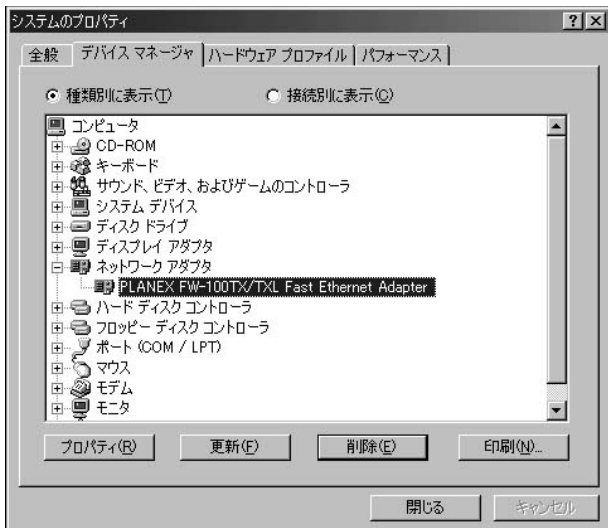 システムのプロパティ
全般 デバイス マネージャ ハードウェア プロファイル パフォーマンス
種類別に表示(T) 接続別に表示(C)
コンピュータ
CD-ROM
キーボード
サウンド、ビデオ、およびゲームのコントローラ
システム デバイス
ディスク ドライブ
ディスプレイ アダプタ
ネットワーク アダプタ
PLANEX FW-100TX/TXL Fast Ethernet Adapter
ハード ディスク コントローラ
フロッピー ディスク コントローラ
ポート (COM / LPT)
マウス
モデム
モニタ
プロパティ(R) 更新(F) 削除(E) 印刷(N)...
閉じる キャンセル